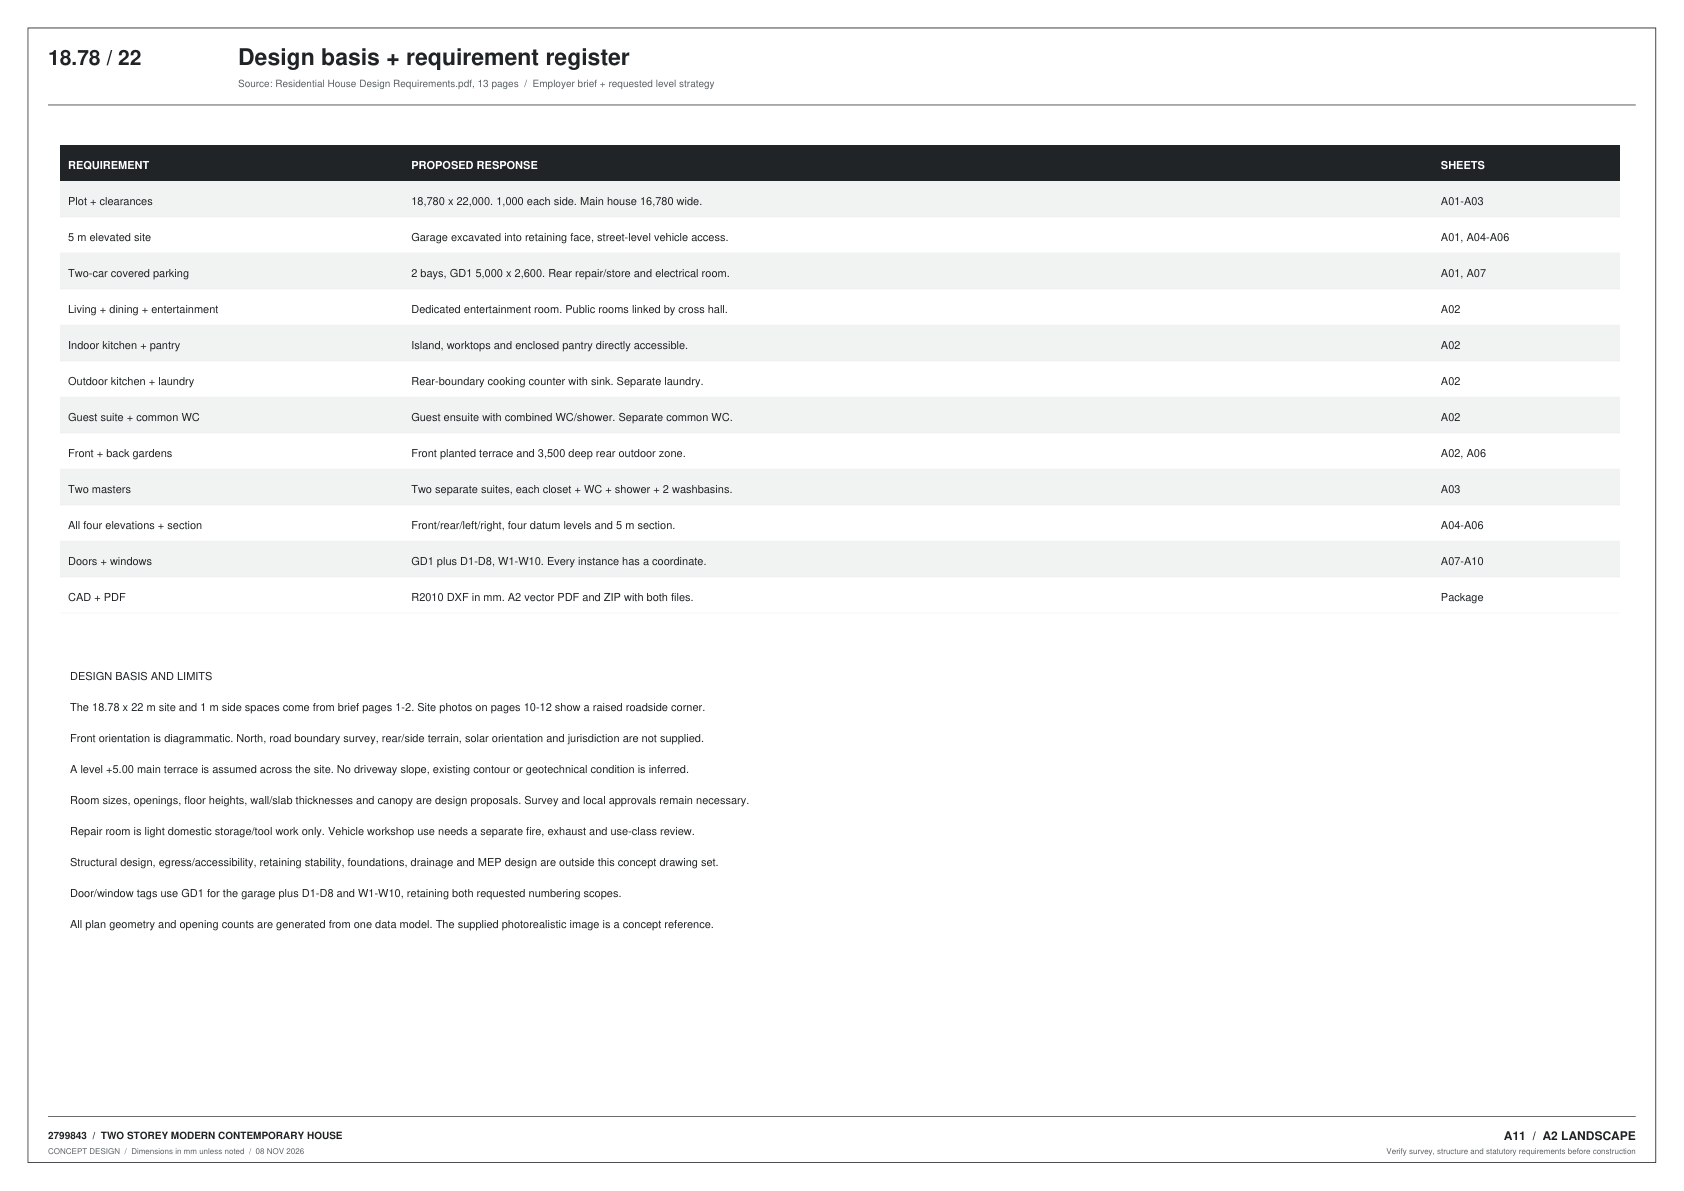 18.78 / 22
Design basis + requirement register
Source: Residential House Design Requirements.pdf, 13 pages / Employer brief + requested level strategy
REQUIREMENT PROPOSED RESPONSE SHEETS
Plot + clearances 18,780 x 22,000. 1,000 each side. Main house 16,780 wide. A01-A03
5 m elevated site Garage excavated into retaining face, street-level vehicle access. A01, A04-A06
Two-car covered parking 2 bays, GD1 5,000 x 2,600. Rear repair/store and electrical room. A01, A07
Living + dining + entertainment Dedicated entertainment room. Public rooms linked by cross hall. A02
Indoor kitchen + pantry Island, worktops and enclosed pantry directly accessible. A02
Outdoor kitchen + laundry Rear-boundary cooking counter with sink. Separate laundry. A02
Guest suite + common WC Guest ensuite with combined WC/shower. Separate common WC. A02
Front + back gardens Front planted terrace and 3,500 deep rear outdoor zone. A02, A06
Two masters Two separate suites, each closet + WC + shower + 2 washbasins. A03
All four elevations + section Front/rear/left/right, four datum levels and 5 m section. A04-A06
Doors + windows GD1 plus D1-D8, W1-W10. Every instance has a coordinate. A07-A10
CAD + PDF R2010 DXF in mm. A2 vector PDF and ZIP with both files. Package
DESIGN BASIS AND LIMITS
The 18.78 x 22 m site and 1 m side spaces come from brief pages 1-2. Site photos on pages 10-12 show a raised roadside corner.
Front orientation is diagrammatic. North, road boundary survey, rear/side terrain, solar orientation and jurisdiction are not supplied.
A level +5.00 main terrace is assumed across the site. No driveway slope, existing contour or geotechnical condition is inferred.
Room sizes, openings, floor heights, wall/slab thicknesses and canopy are design proposals. Survey and local approvals remain necessary.
Repair room is light domestic storage/tool work only. Vehicle workshop use needs a separate fire, exhaust and use-class review.
Structural design, egress/accessibility, retaining stability, foundations, drainage and MEP design are outside this concept drawing set.
Door/window tags use GD1 for the garage plus D1-D8 and W1-W10, retaining both requested numbering scopes.
All plan geometry and opening counts are generated from one data model. The supplied photorealistic image is a concept reference.
2799843 / TWO STOREY MODERN CONTEMPORARY HOUSE
CONCEPT DESIGN / Dimensions in mm unless noted / 08 NOV 2026
A11 / A2 LANDSCAPE
Verify survey, structure and statutory requirements before construction